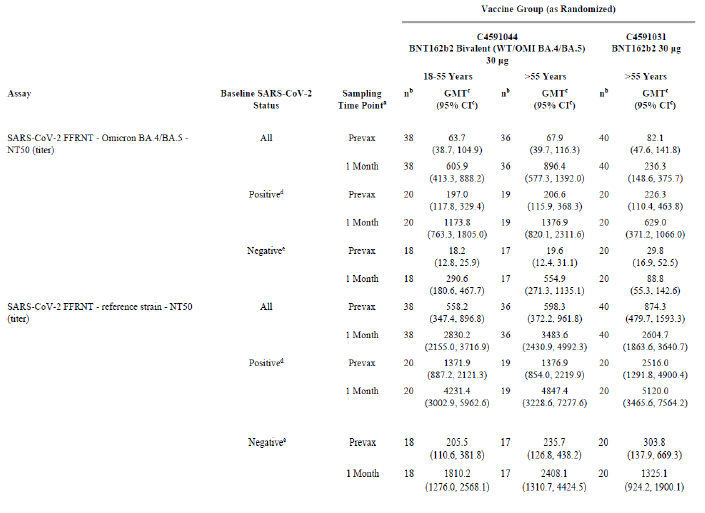 Vaccine Group (as Randomized)
C4591044 C4591031
BNT162b2 Bivalent (WT/OMI BA.4/BA.5) BNT162b2 30 µg
30 µg
18-55 Years >55 Years >55 Years
Assay Baseline SARS-CoV-2 Sampling n^b GMT^c n^b GMT^c n^b GMT^c
Status Time Point^a (95% CI^c) (95% CI^c) (95% CI^c)
SARS-CoV-2 FFRNT - Omicron BA.4/BA.5 - All Prevax 38 63.7 36 67.9 40 82.1
NT50 (titer) (38.7, 104.9) (39.7, 116.3) (47.6, 141.8)
1 Month 38 605.9 36 896.4 40 236.3
(413.3, 888.2) (577.3, 1392.0) (148.6, 375.7)
Positive^d Prevax 20 197.0 19 206.6 20 226.3
(117.8, 329.4) (115.9, 368.3) (110.4, 463.8)
1 Month 20 1173.8 19 1376.9 20 629.0
(763.3, 1805.0) (820.1, 2311.6) (371.2, 1066.0)
Negative^e Prevax 18 18.2 17 19.6 20 29.8
(12.8, 25.9) (12.4, 31.1) (16.9, 52.5)
1 Month 18 290.6 17 554.9 20 88.8
(180.6, 467.7) (271.3, 1135.1) (55.3, 142.6)
SARS-CoV-2 FFRNT - reference strain - NT50 All Prevax 38 558.2 36 598.3 40 874.3
(titer) (347.4, 896.8) (372.2, 961.8) (479.7, 1593.3)
1 Month 38 2830.2 36 3483.6 40 2604.7
(2155.0, 3716.9) (2430.9, 4992.3) (1863.6, 3640.7)
Positive^d Prevax 20 1371.9 19 1376.9 20 2516.0
(887.2, 2121.3) (854.0, 2219.9) (1291.8, 4900.4)
1 Month 20 4231.4 19 4847.4 20 5120.0
(3002.9, 5962.6) (3228.6, 7277.6) (3465.6, 7564.2)
Negative^e Prevax 18 205.5 17 235.7 20 303.8
(110.6, 381.8) (126.8, 438.2) (137.9, 669.3)
1 Month 18 1810.2 17 2408.1 20 1325.1
(1276.0, 2568.1) (1310.7, 4424.5) (924.2, 1900.1)